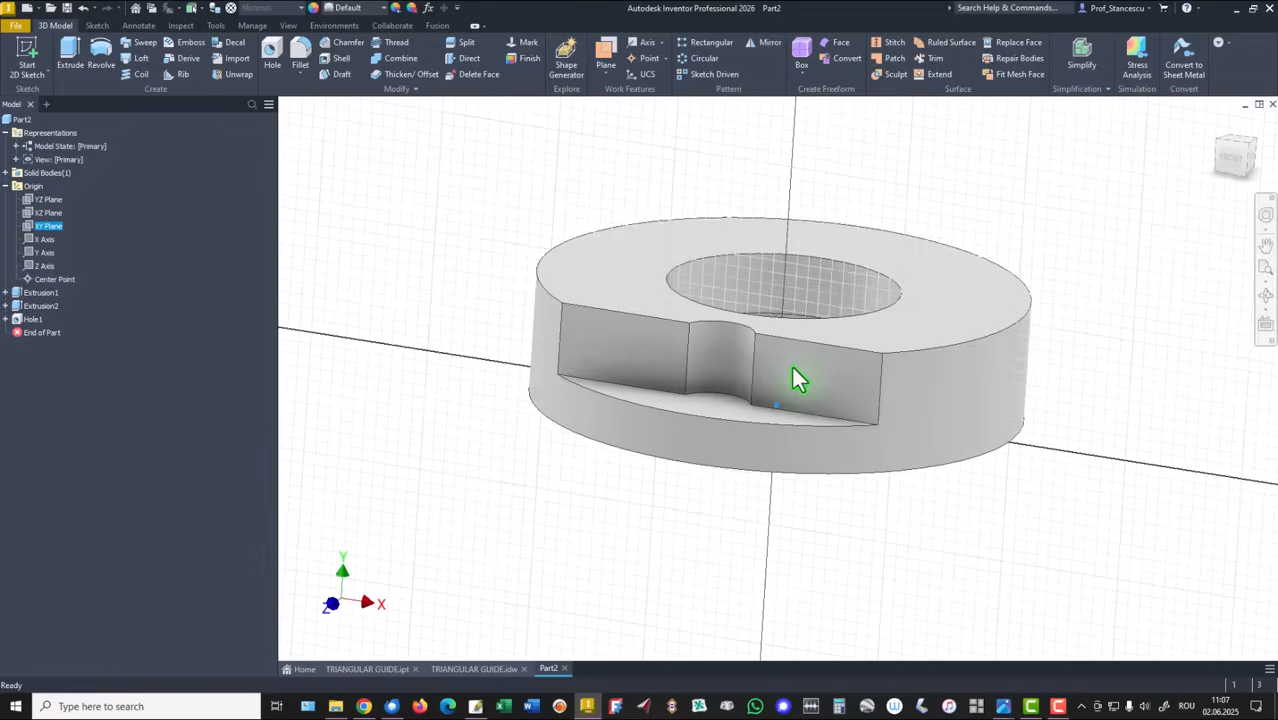 Material
Default
Autodesk Inventor Professional 2026 Part2
Search Help & Commands...
Prof_Stancescu
File 3D Model Sketch Annotate Inspect Tools Manage View Environments Collaborate Fusion
Start
2D Sketch
Extrude
Revolve
Sweep
Loft
Coil
Emboss
Derive
Rib
Decal
Import
Unwrap
Hole
Fillet
Chamfer
Shell
Draft
Thread
Combine
Thicken/ Offset
Split
Direct
Delete Face
Mark
Finish
Shape
Generator
Plane
Axis
Point
UCS
Rectangular
Circular
Sketch Driven
Mirror
Box
Face
Convert
Stitch
Patch
Sculpt
Ruled Surface
Trim
Extend
Replace Face
Repair Bodies
Fit Mesh Face
Simplify
Stress
Analysis
Convert to
Sheet Metal
Sketch Create Modify Explore Work Features Pattern Create Freeform Surface Simplification Simulation Convert
Model
Part2
Representations
Model State: [Primary]
View: [Primary]
Solid Bodies(1)
Origin
YZ Plane
XZ Plane
XY Plane
X Axis
Y Axis
Z Axis
Center Point
Extrusion1
Extrusion2
Hole1
End of Part
FRONT
Y
Z
X
Home TRIANGULAR GUIDE.ipt TRIANGULAR GUIDE.idw Part2
Ready
1 3
Type here to search
ROU
11:07
02.06.2025